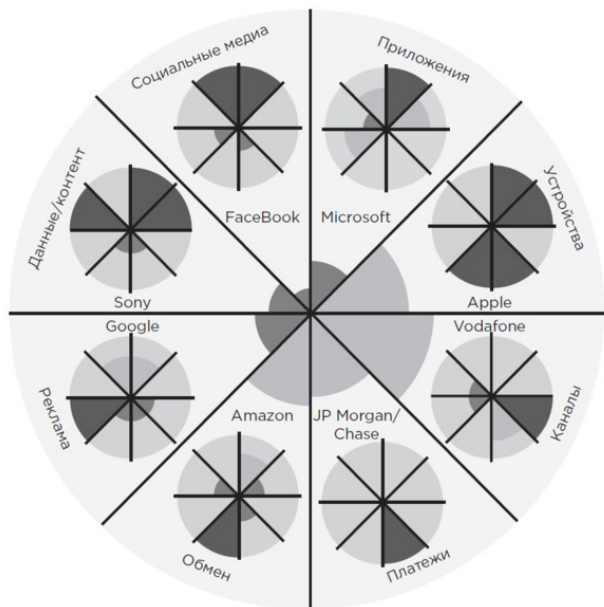 Социальные медиа
Приложения
Данные/контент
Устройства
FaceBook
Microsoft
Sony
Apple
Google
Vodafone
Реклама
Каналы
Amazon
JP Morgan/
Chase
Обмен
Платежи